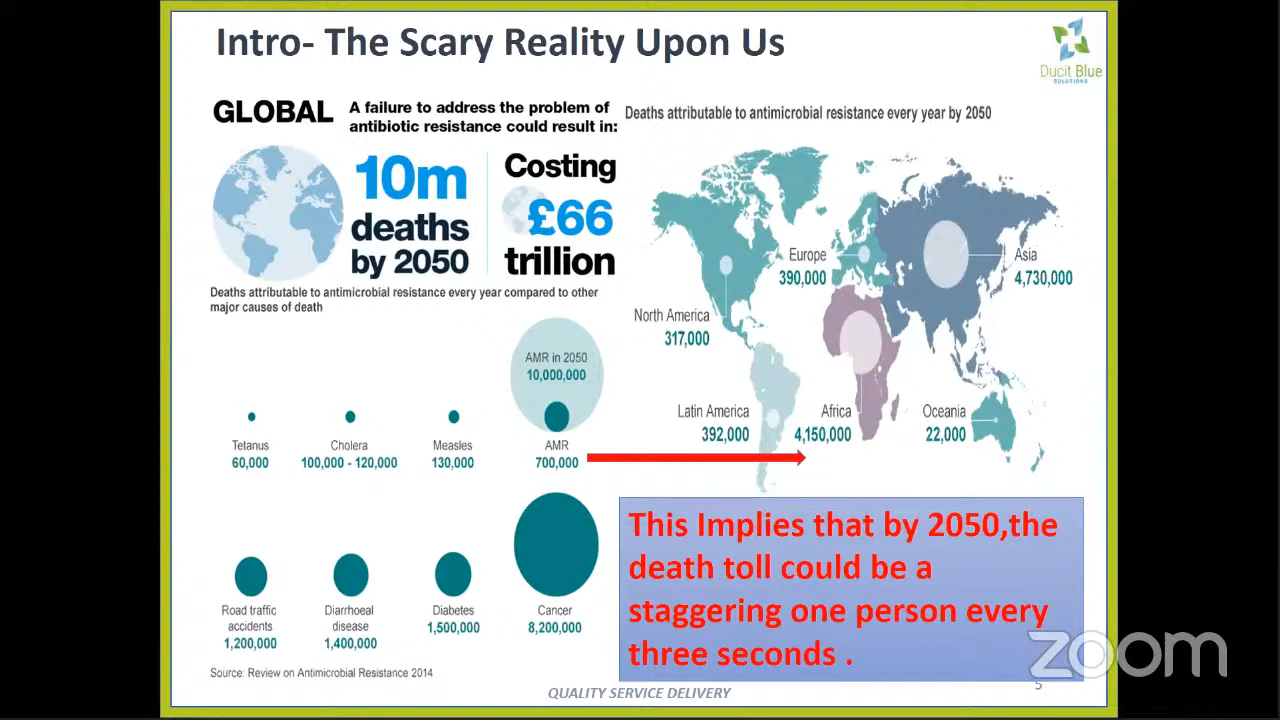 Intro- The Scary Reality Upon Us
Ducit Blue
SOLUTIONS
GLOBAL
A failure to address the problem of
antibiotic resistance could result in:
10m
deaths
by 2050
Costing
£66
trillion
Deaths attributable to antimicrobial resistance every year compared to other
major causes of death
AMR in 2050
10,000,000
Tetanus
60,000
Cholera
100,000 - 120,000
Measles
130,000
AMR
700,000
Road traffic
accidents
1,200,000
Diarrhoeal
disease
1,400,000
Diabetes
1,500,000
Cancer
8,200,000
Source: Review on Antimicrobial Resistance 2014
Deaths attributable to antimicrobial resistance every year by 2050
Europe
390,000
Asia
4,730,000
North America
317,000
Latin America
392,000
Africa
4,150,000
Oceania
22,000
This Implies that by 2050,the
death toll could be a
staggering one person every
three seconds .
zoom
5
QUALITY SERVICE DELIVERY